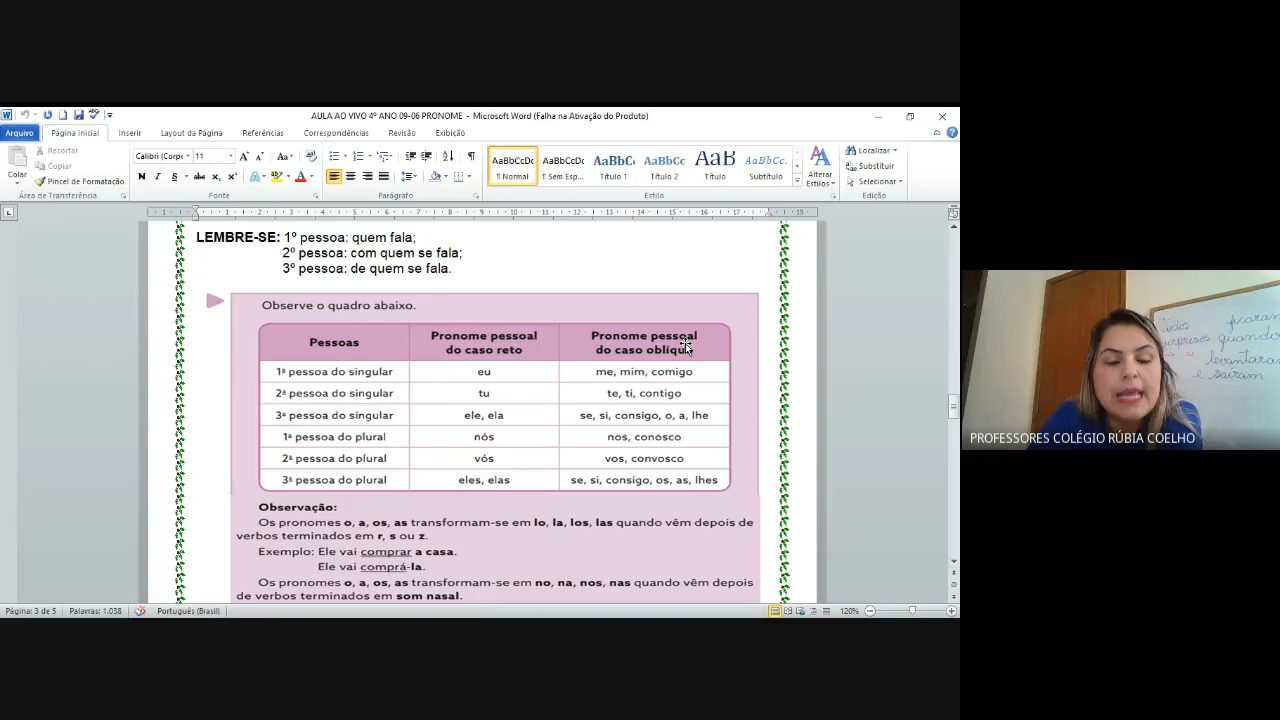 AULA AO VIVO 4º ANO 09-06 PRONOME - Microsoft Word (Falha na Ativação do Produto)
Arquivo Página Inicial Inserir Layout da Página Referências Correspondências Revisão Exibição
Colar
Recortar
Copiar
Pincel de Formatação
Área de Transferência
Calibri (Corpo 11
N I S abc x₂ x²
Fonte
Parágrafo
AaBbCcDc AaBbCcDc AaBbCc AaBbCc AaB AaBbCc.
¶ Normal ¶ Sem Esp... Título 1 Título 2 Título Subtítulo
Alterar Estilos
Estilo
Localizar
Substituir
Selecionar
Edição
LEMBRE-SE: 1º pessoa: quem fala;
2º pessoa: com quem se fala;
3º pessoa: de quem se fala.
Observe o quadro abaixo.
Pessoas Pronome pessoal do caso reto Pronome pessoal do caso oblíquo
1ª pessoa do singular eu me, mim, comigo
2ª pessoa do singular tu te, ti, contigo
3ª pessoa do singular ele, ela se, si, consigo, o, a, lhe
1ª pessoa do plural nós nos, conosco
2ª pessoa do plural vós vos, convosco
3ª pessoa do plural eles, elas se, si, consigo, os, as, lhes
Observação:
Os pronomes o, a, os, as transformam-se em lo, la, los, las quando vêm depois de
verbos terminados em r, s ou z.
Exemplo: Ele vai comprar a casa.
Ele vai comprá-la.
Os pronomes o, a, os, as transformam-se em no, na, nos, nas quando vêm depois
de verbos terminados em som nasal.
Página: 3 de 5 Palavras: 1.038 Português (Brasil) 120%
levantaram
e saíram
PROFESSORES COLÉGIO RÚBIA COELHO